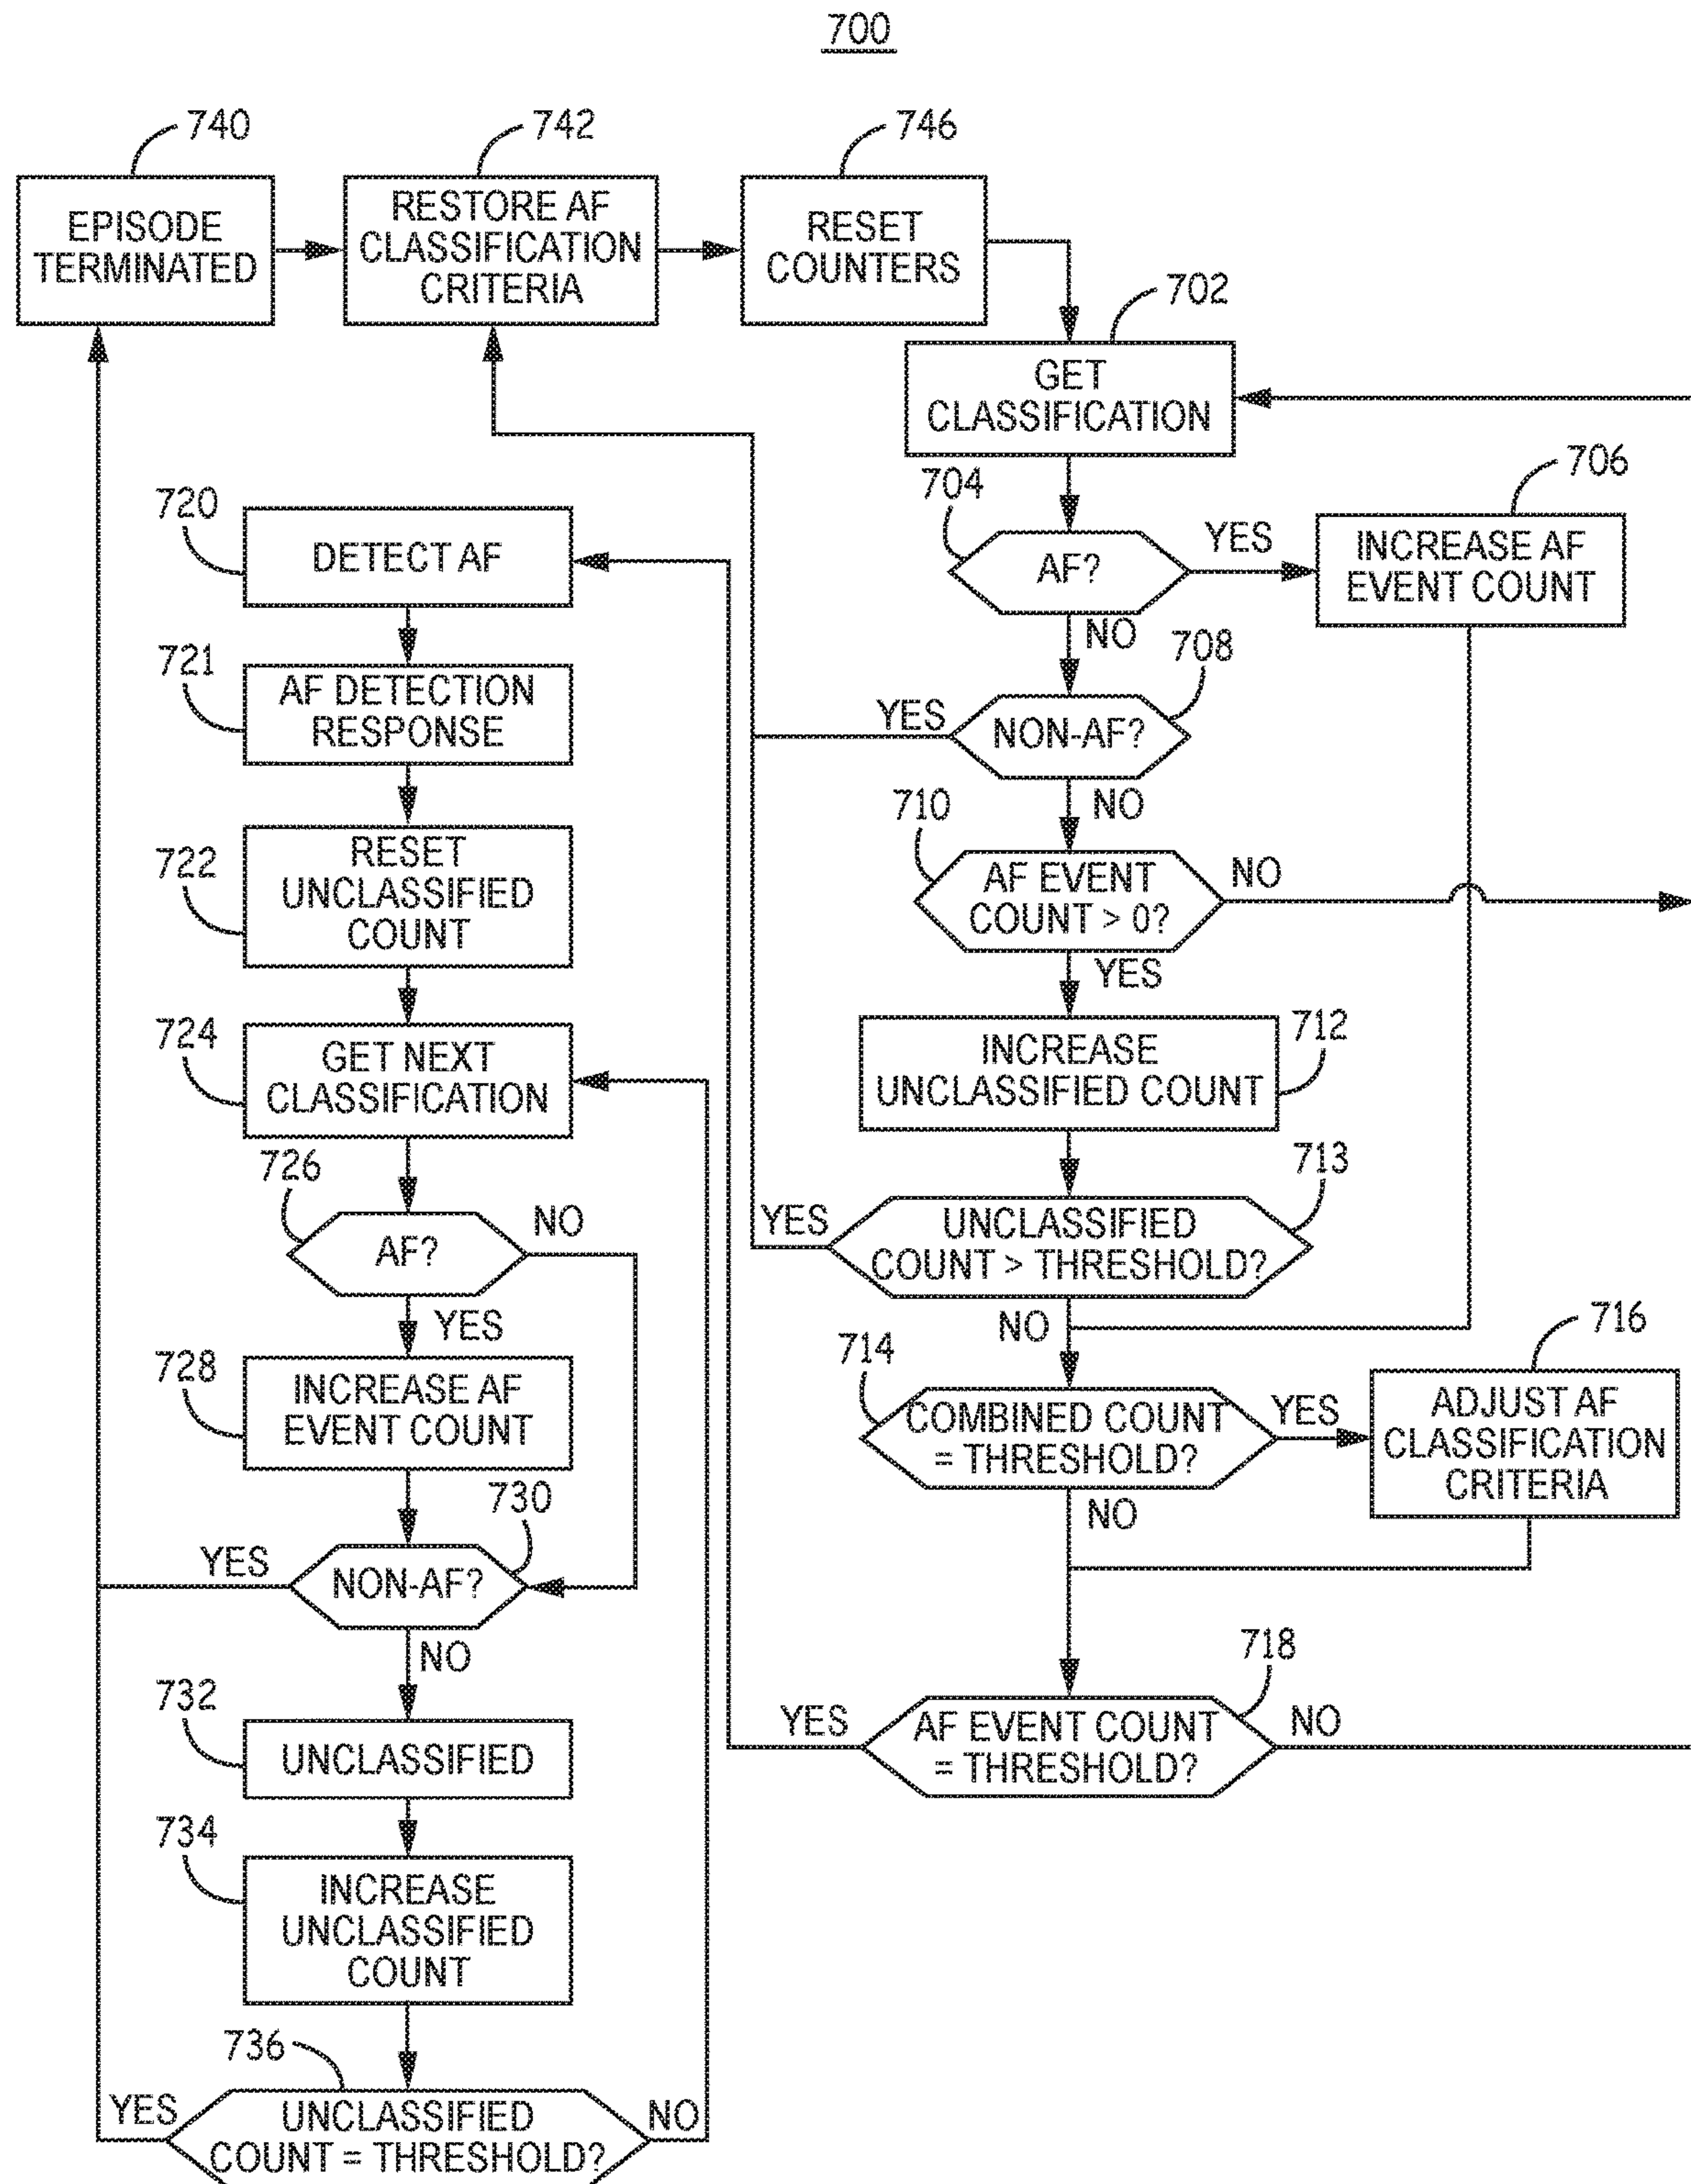 700
740
742
746
EPISODE
TERMINATED
RESTORE AF
CLASSIFICATION
CRITERIA
RESET
COUNTERS
702
GET
CLASSIFICATION
704
AF?
YES
NO
706
INCREASE AF
EVENT COUNT
708
NON-AF?
YES
NO
710
AF EVENT
COUNT > 0?
NO
YES
712
INCREASE
UNCLASSIFIED COUNT
713
UNCLASSIFIED
COUNT > THRESHOLD?
YES
NO
714
COMBINED COUNT
= THRESHOLD?
YES
NO
716
ADJUST AF
CLASSIFICATION
CRITERIA
718
AF EVENT COUNT
= THRESHOLD?
YES
NO
720
DETECT AF
721
AF DETECTION
RESPONSE
722
RESET
UNCLASSIFIED
COUNT
724
GET NEXT
CLASSIFICATION
726
AF?
NO
YES
728
INCREASE AF
EVENT COUNT
730
NON-AF?
YES
NO
732
UNCLASSIFIED
734
INCREASE
UNCLASSIFIED
COUNT
736
UNCLASSIFIED
COUNT = THRESHOLD?
YES
NO